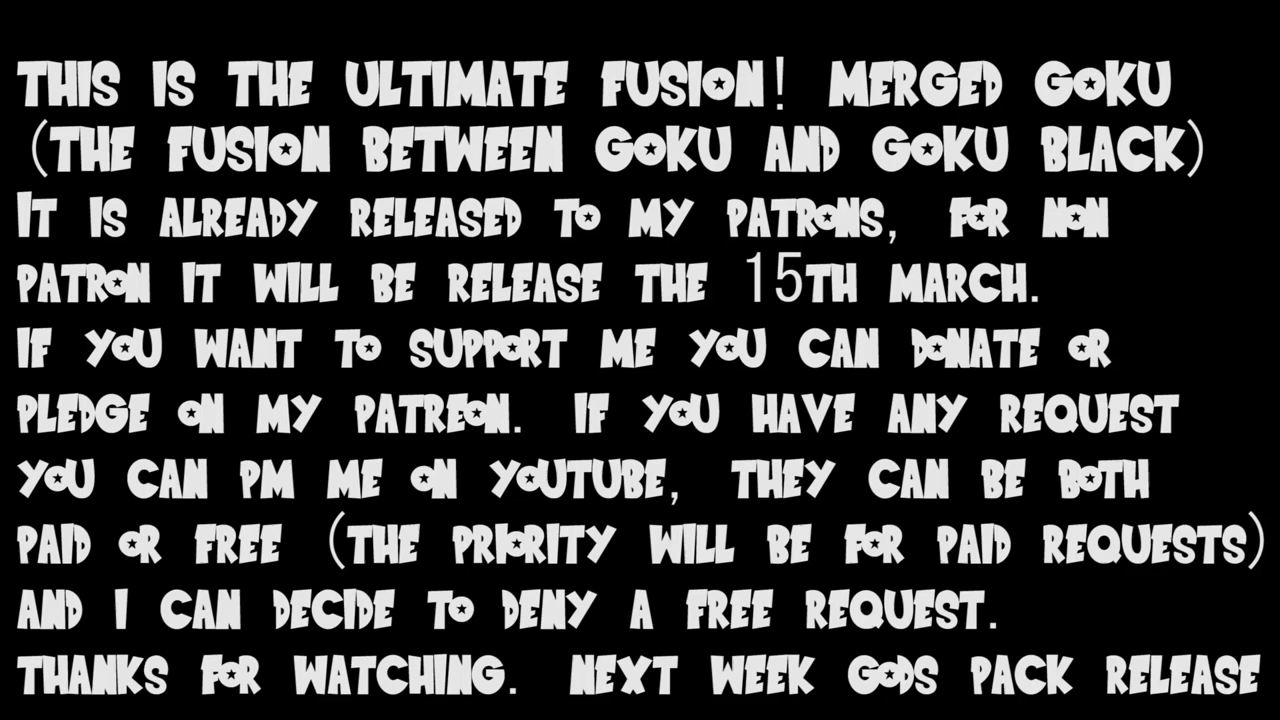 THIS IS THE ULTIMATE FUSION! MERGED GOKU
(THE FUSION BETWEEN GOKU AND GOKU BLACK)
IT IS ALREADY RELEASED TO MY PATRONS, FOR NON
PATRON IT WILL BE RELEASE THE 15TH MARCH.
IF YOU WANT TO SUPPORT ME YOU CAN DONATE OR
PLEDGE ON MY PATREON. IF YOU HAVE ANY REQUEST
YOU CAN PM ME ON YOUTUBE, THEY CAN BE BOTH
PAID OR FREE (THE PRIORITY WILL BE FOR PAID REQUESTS)
AND I CAN DECIDE TO DENY A FREE REQUEST.
THANKS FOR WATCHING. NEXT WEEK GODS PACK RELEASE